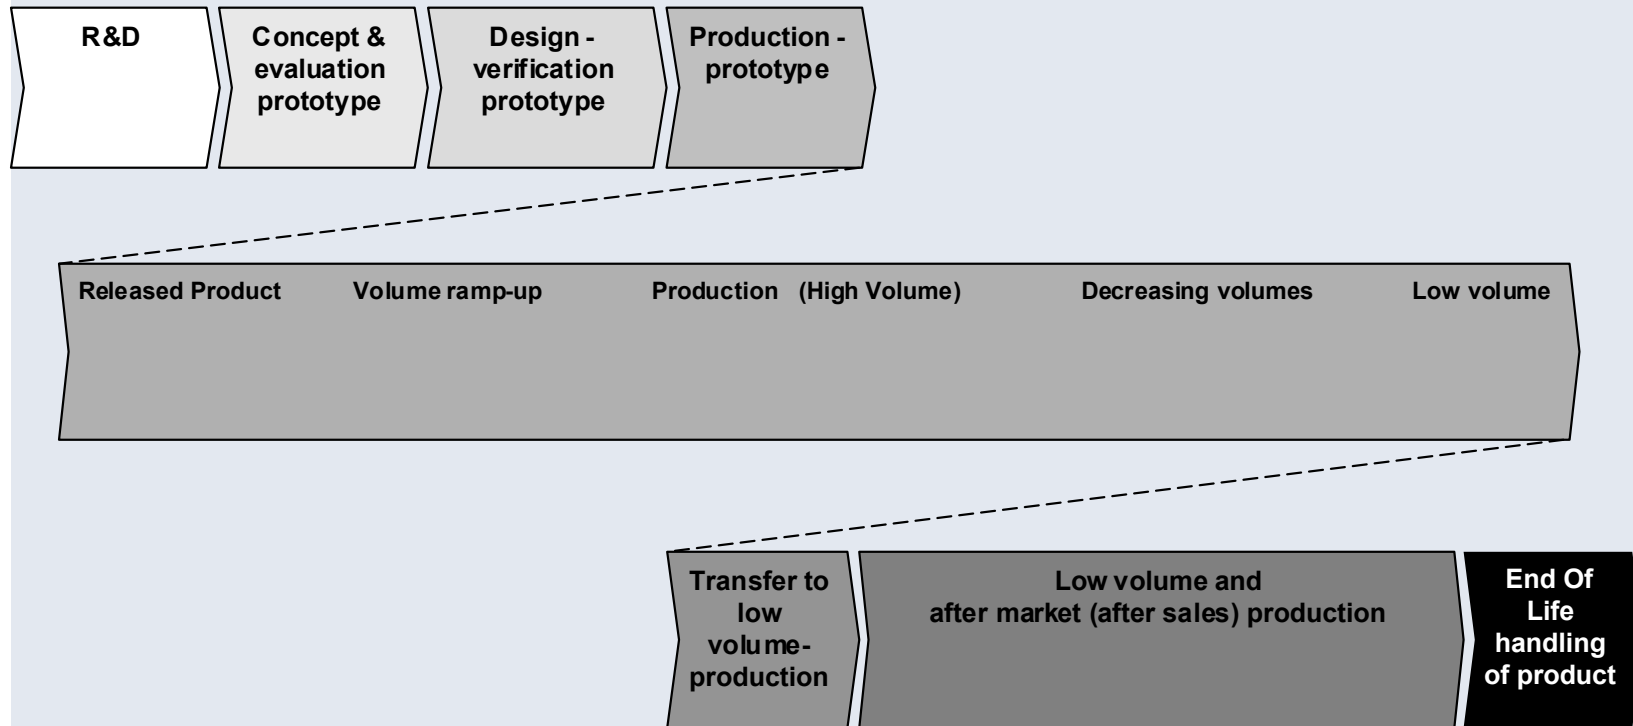 R&D
Concept &
evaluation
prototype
Design -
verification
prototype
Production -
prototype
Released Product
Volume ramp-up
Production (High Volume)
Decreasing volumes
Low volume
Transfer to
low
volume-
production
Low volume and
after market (after sales) production
End Of
Life
handling
of product